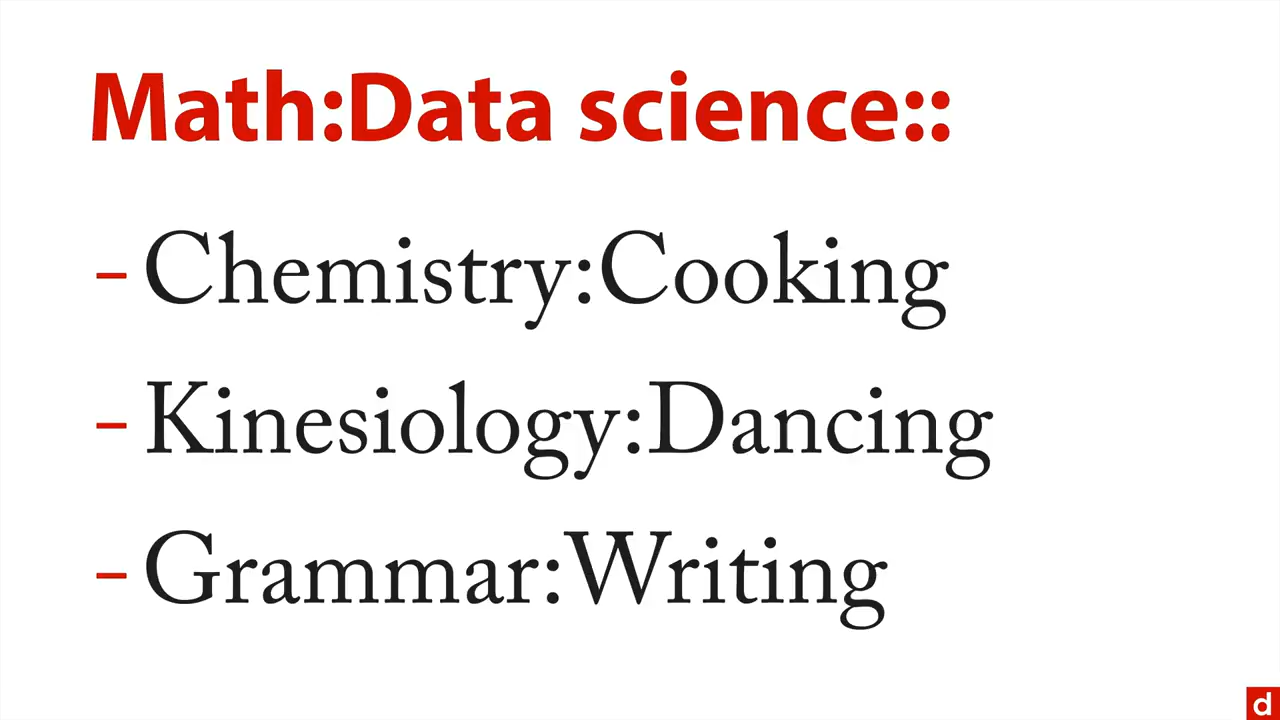 Math:Data science::
- Chemistry:Cooking
- Kinesiology:Dancing
- Grammar:Writing
d